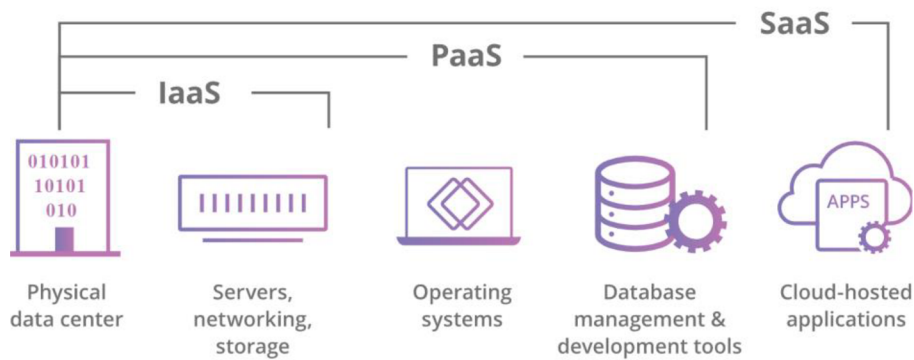 SaaS
PaaS
IaaS
010101
10101
010
APPS
Physical
data center
Servers,
networking,
storage
Operating
systems
Database
management &
development tools
Cloud-hosted
applications